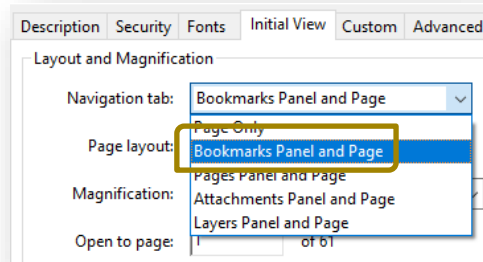 Description Security Fonts Initial View Custom Advanced
Layout and Magnification
Navigation tab: Bookmarks Panel and Page
Page Only
Page layout: Bookmarks Panel and Page
Pages Panel and Page
Magnification: Attachments Panel and Page
Layers Panel and Page
Open to page: 1 of 61